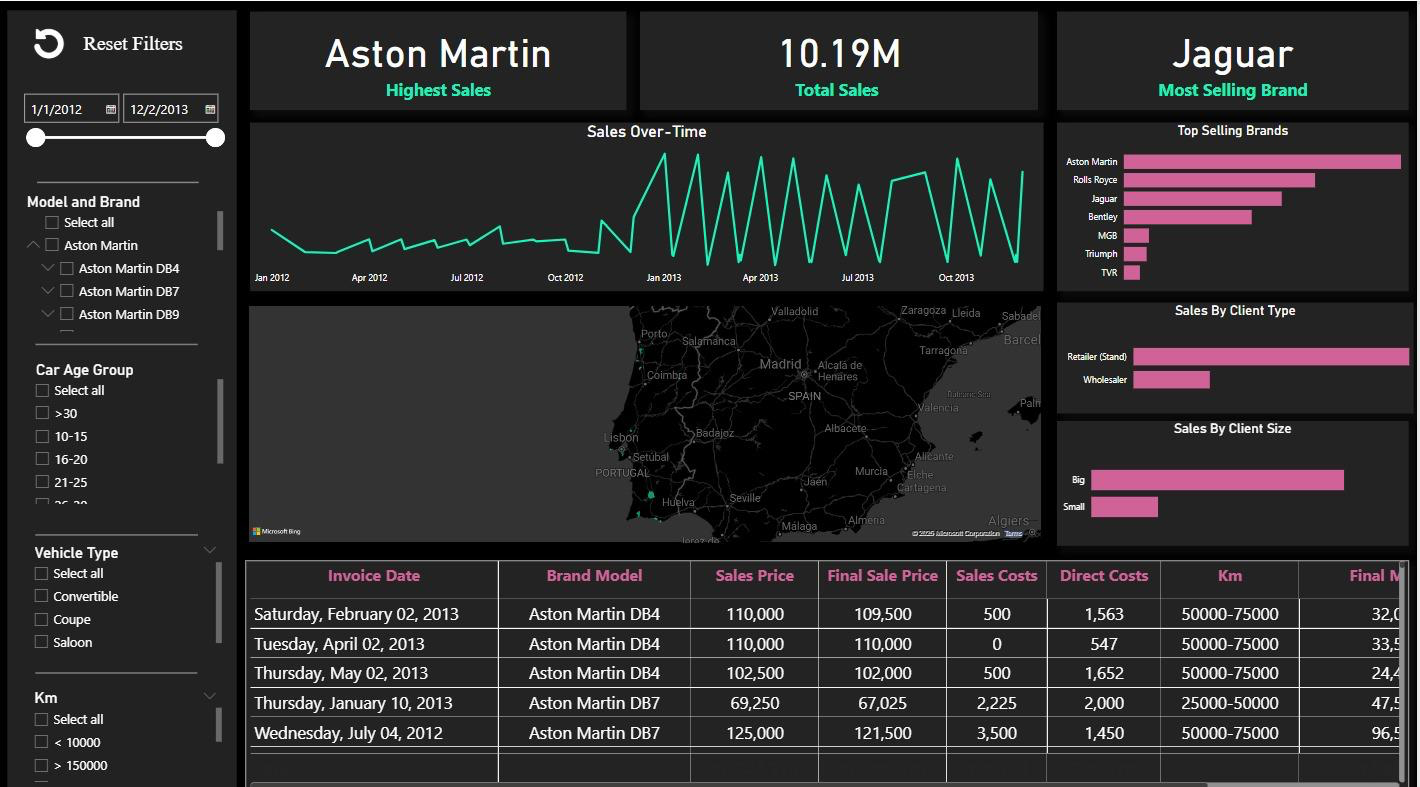 Reset Filters
1/1/2012
12/2/2013
Model and Brand
Select all
Aston Martin
Aston Martin DB4
Aston Martin DB7
Aston Martin DB9
Car Age Group
Select all
>30
10-15
16-20
21-25
26-30
Vehicle Type
Select all
Convertible
Coupe
Saloon
Km
Select all
< 10000
> 150000
Aston Martin
Highest Sales
10.19M
Total Sales
Jaguar
Most Selling Brand
Sales Over-Time
Jan 2012 Apr 2012 Jul 2012 Oct 2012 Jan 2013 Apr 2013 Jul 2013 Oct 2013
Top Selling Brands
Aston Martin
Rolls Royce
Jaguar
Bentley
MGB
Triumph
TVR
Valladolid
Zaragoza
Lleida
Sabadel
Porto
Salamanca
Barcel
Tarragona
Madrid
Alcalá de
Henares
Coimbra
SPAIN
Balearic Sea
Valencia
Paln
Lisbon
Badajoz
Albacete
Setúbal
Alicante
PORTUGAL
Murcia
Elche
Jaén
Cartagena
Huelva
Seville
Málaga
Almeria
Algiers
Jerez de
Microsoft Bing
© 2025 Microsoft Corporation Terms
Sales By Client Type
Retailer (Stand)
Wholesaler
Sales By Client Size
Big
Small
Invoice Date Brand Model Sales Price Final Sale Price Sales Costs Direct Costs Km Final M
Saturday, February 02, 2013 Aston Martin DB4 110,000 109,500 500 1,563 50000-75000 32,0
Tuesday, April 02, 2013 Aston Martin DB4 110,000 110,000 0 547 50000-75000 33,5
Thursday, May 02, 2013 Aston Martin DB4 102,500 102,000 500 1,652 50000-75000 24,4
Thursday, January 10, 2013 Aston Martin DB7 69,250 67,025 2,225 2,000 25000-50000 47,5
Wednesday, July 04, 2012 Aston Martin DB7 125,000 121,500 3,500 1,450 50000-75000 96,5